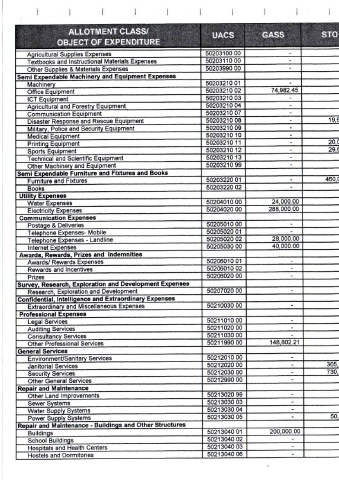 ALLOTMENT CLASS/ OBJECT OF EXPENDITURE UACS GASS STO
Agricultural Supplies Expenses 50203100 00 -
Textbooks and Instructional Materials Expenses 50203110 00 -
Other Supplies & Materials Expenses 50203990 00 -
Semi Expendable Machinery and Equipment Expenses
Machinery 50203210 01 -
Office Equipment 50203210 02 74,982.45
ICT Equipment 50203210 03 -
Agricultural and Forestry Equipment 50203210 04 -
Communication Equipment 50203210 07 -
Disaster Response and Rescue Equipment 50203210 08 - 19,
Military, Police and Security Equipment 50203210 09 -
Medical Equipment 50203210 10 -
Printing Equipment 50203210 11 - 20,
Sports Equipment 50203210 12 - 29,
Technical and Scientific Equipment 50203210 13 -
Other Machinery and Equipment 50203210 99 -
Semi Expendable Furniture and Fixtures and Books
Furniture and Fixtures 50203220 01 - 450,
Books 50203220 02 -
Utility Expenses
Water Expenses 50204010 00 24,000.00
Electricity Expenses 50204020 00 288,000.00
Communication Expenses
Postage & Deliveries 50205010 00 -
Telephone Expenses- Mobile 50205020 01 -
Telephone Expenses - Landline 50205020 02 28,000.00
Internet Expenses 50205030 00 40,000.00
Awards, Rewards, Prizes and Indemnities
Awards/ Rewards Expenses 50206010 01 -
Rewards and Incentives 50206010 02 -
Prizes 50206020 00 -
Survey, Research, Exploration and Development Expenses
Research, Exploration and Development 50207020 00 -
Confidential, Intelligence and Extraordinary Expenses
Extraordinary and Miscellaneous Expenses 50210030 00 -
Professional Expenses
Legal Services 50211010 00 -
Auditing Services 50211020 00 -
Consultancy Services 50211030 00 -
Other Professional Services 50211990 00 148,802.21
General Services
Environment/Sanitary Services 50212010 00 -
Janitorial Services 50212020 00 - 305,
Security Services 50212030 00 - 730,
Other General Services 50212990 00 -
Repair and Maintenance
Other Land Improvements 50213020 99 -
Sewer Systems 50213030 03 -
Water Supply Systems 50213030 04 -
Power Supply Systems 50213030 05 - 50,
Repair and Maintenance - Buildings and Other Structures
Buildings 50213040 01 200,000.00
School Buildings 50213040 02 -
Hospitals and Health Centers 50213040 03 -
Hostels and Dormitories 50213040 06 -